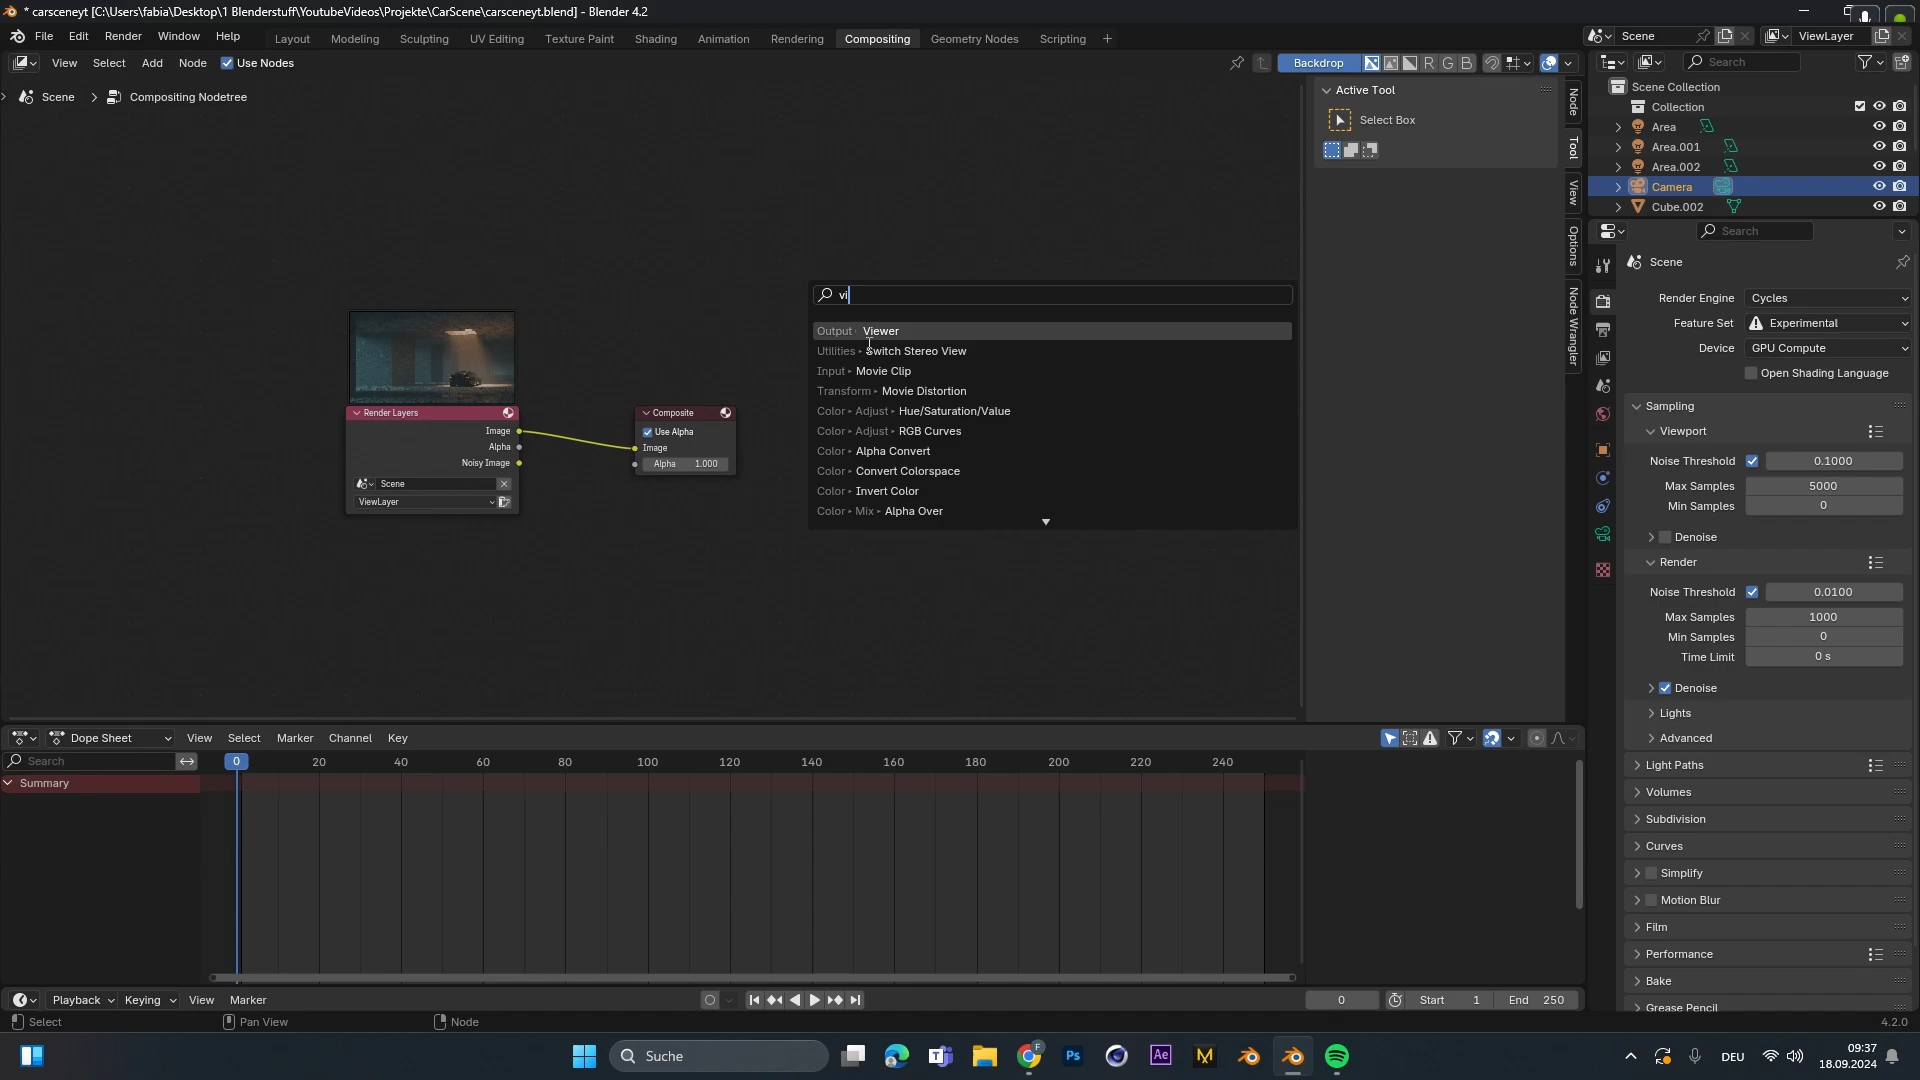 * carsceneyt [C:\Users\fabia\Desktop\1 Blenderstuff\YoutubeVideos\Projekte\CarScene\carsceneyt.blend] - Blender 4.2
File Edit Render Window Help
Layout Modeling Sculpting UV Editing Texture Paint Shading Animation Rendering Compositing Geometry Nodes Scripting
Scene
ViewLayer
View Select Add Node Use Nodes
Backdrop
R G B
Scene Compositing Nodetree
Active Tool
Select Box
Node
Tool
View
Options
Node Wrangler
Search
Scene Collection
Collection
Area
Area.001
Area.002
Camera
Cube.002
vi
Output Viewer
Utilities Switch Stereo View
Input Movie Clip
Transform Movie Distortion
Color Adjust Hue/Saturation/Value
Color Adjust RGB Curves
Color Alpha Convert
Color Convert Colorspace
Color Invert Color
Color Mix Alpha Over
Render Layers
Image
Alpha
Noisy Image
Scene
ViewLayer
Composite
Use Alpha
Image
Alpha 1.000
Search
Scene
Render Engine Cycles
Feature Set Experimental
Device GPU Compute
Open Shading Language
Sampling
Viewport
Noise Threshold 0.1000
Max Samples 5000
Min Samples 0
Denoise
Render
Noise Threshold 0.0100
Max Samples 1000
Min Samples 0
Time Limit 0 s
Denoise
Lights
Advanced
Light Paths
Volumes
Subdivision
Curves
Simplify
Motion Blur
Film
Performance
Bake
Grease Pencil
Dope Sheet View Select Marker Channel Key
Search
0 20 40 60 80 100 120 140 160 180 200 220 240
Summary
Playback Keying View Marker
0 Start 1 End 250
Select Pan View Node
4.2.0
Suche
Ps
Ae
DEU
09:37
18.09.2024